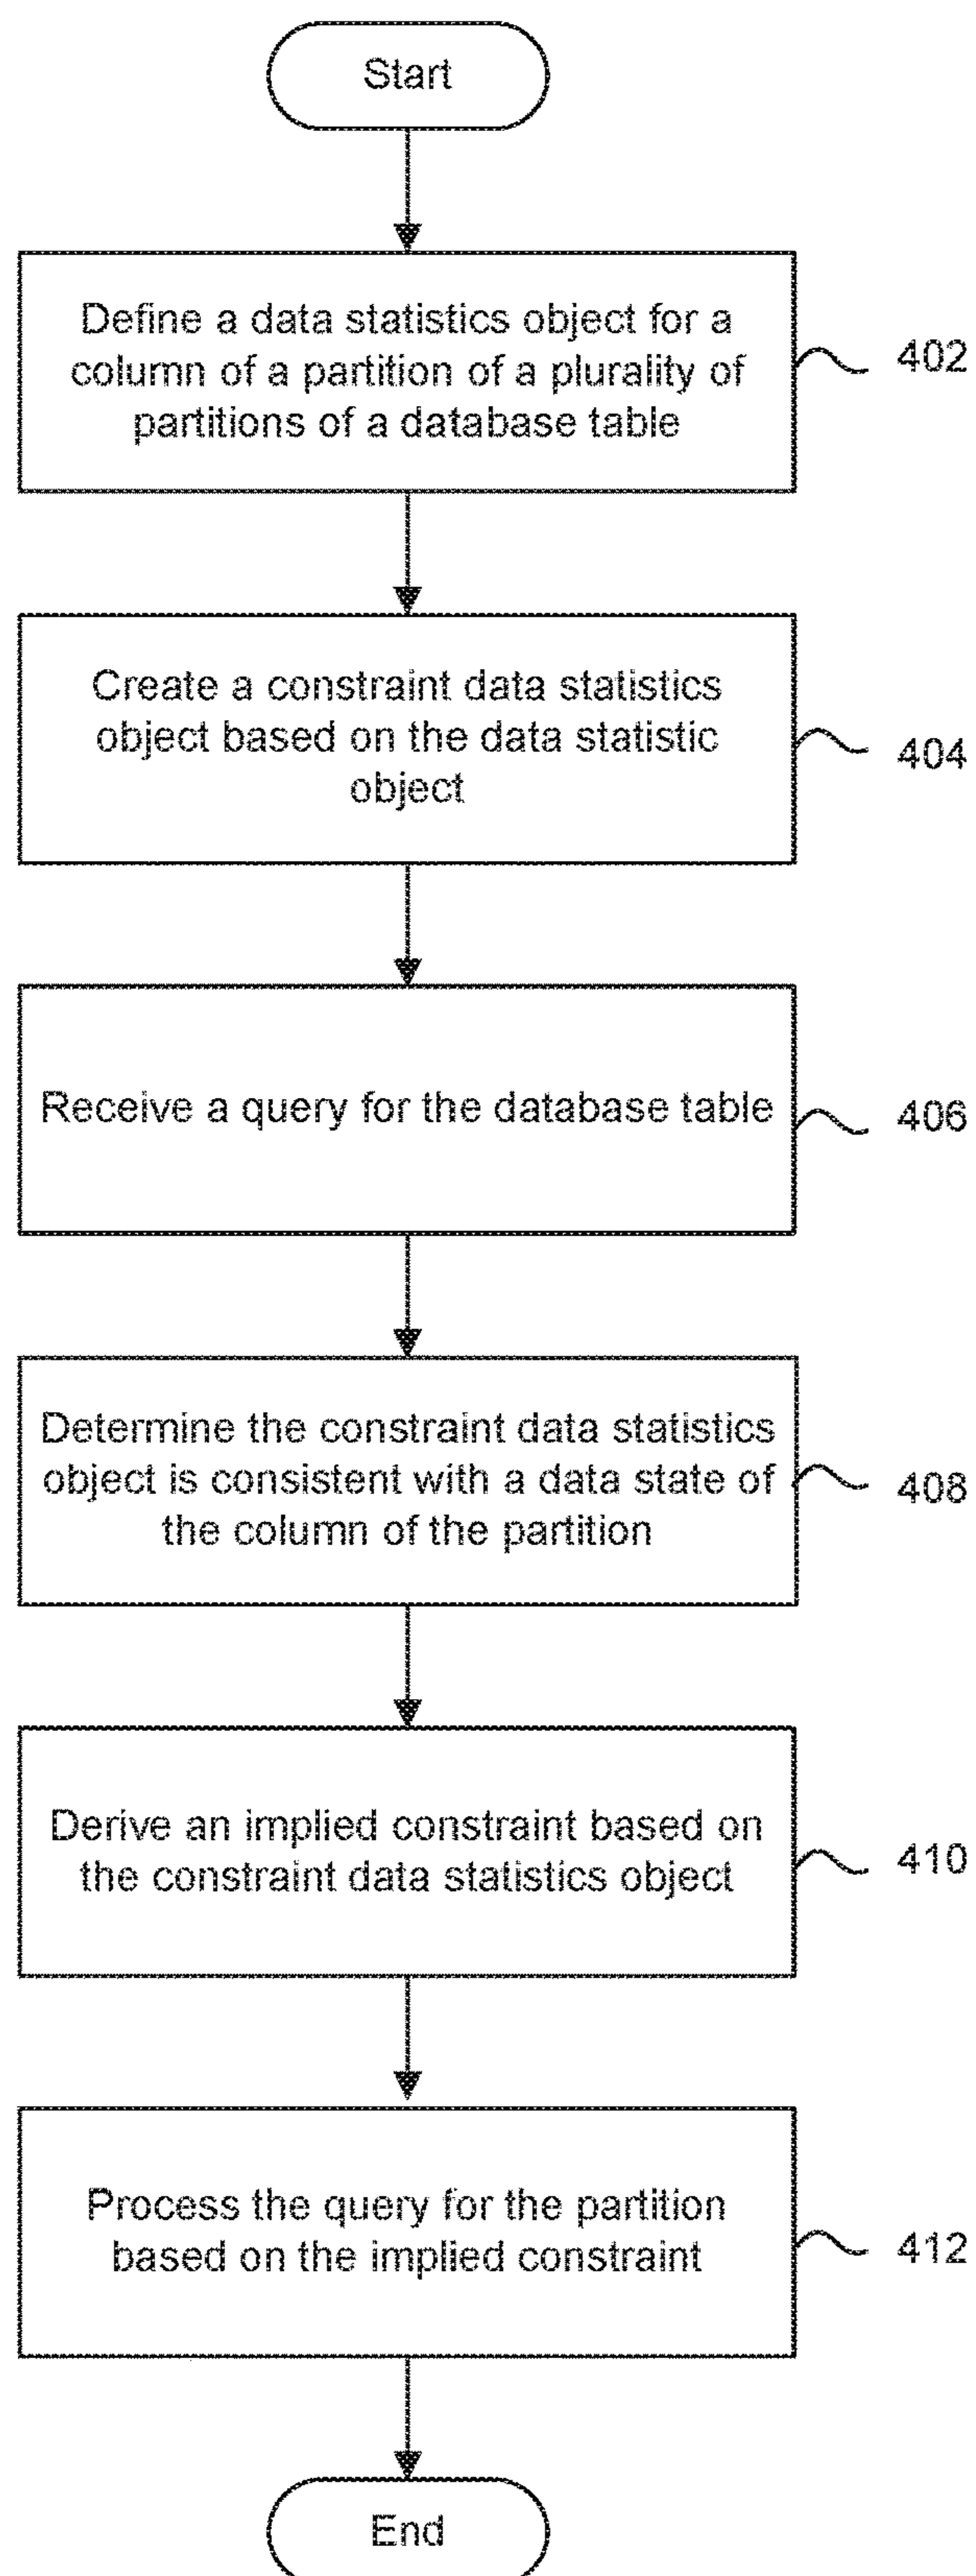 Start
Define a data statistics object for a
column of a partition of a plurality of
partitions of a database table
402
Create a constraint data statistics
object based on the data statistic
object
404
Receive a query for the database table
406
Determine the constraint data statistics
object is consistent with a data state of
the column of the partition
408
Derive an implied constraint based on
the constraint data statistics object
410
Process the query for the partition
based on the implied constraint
412
End